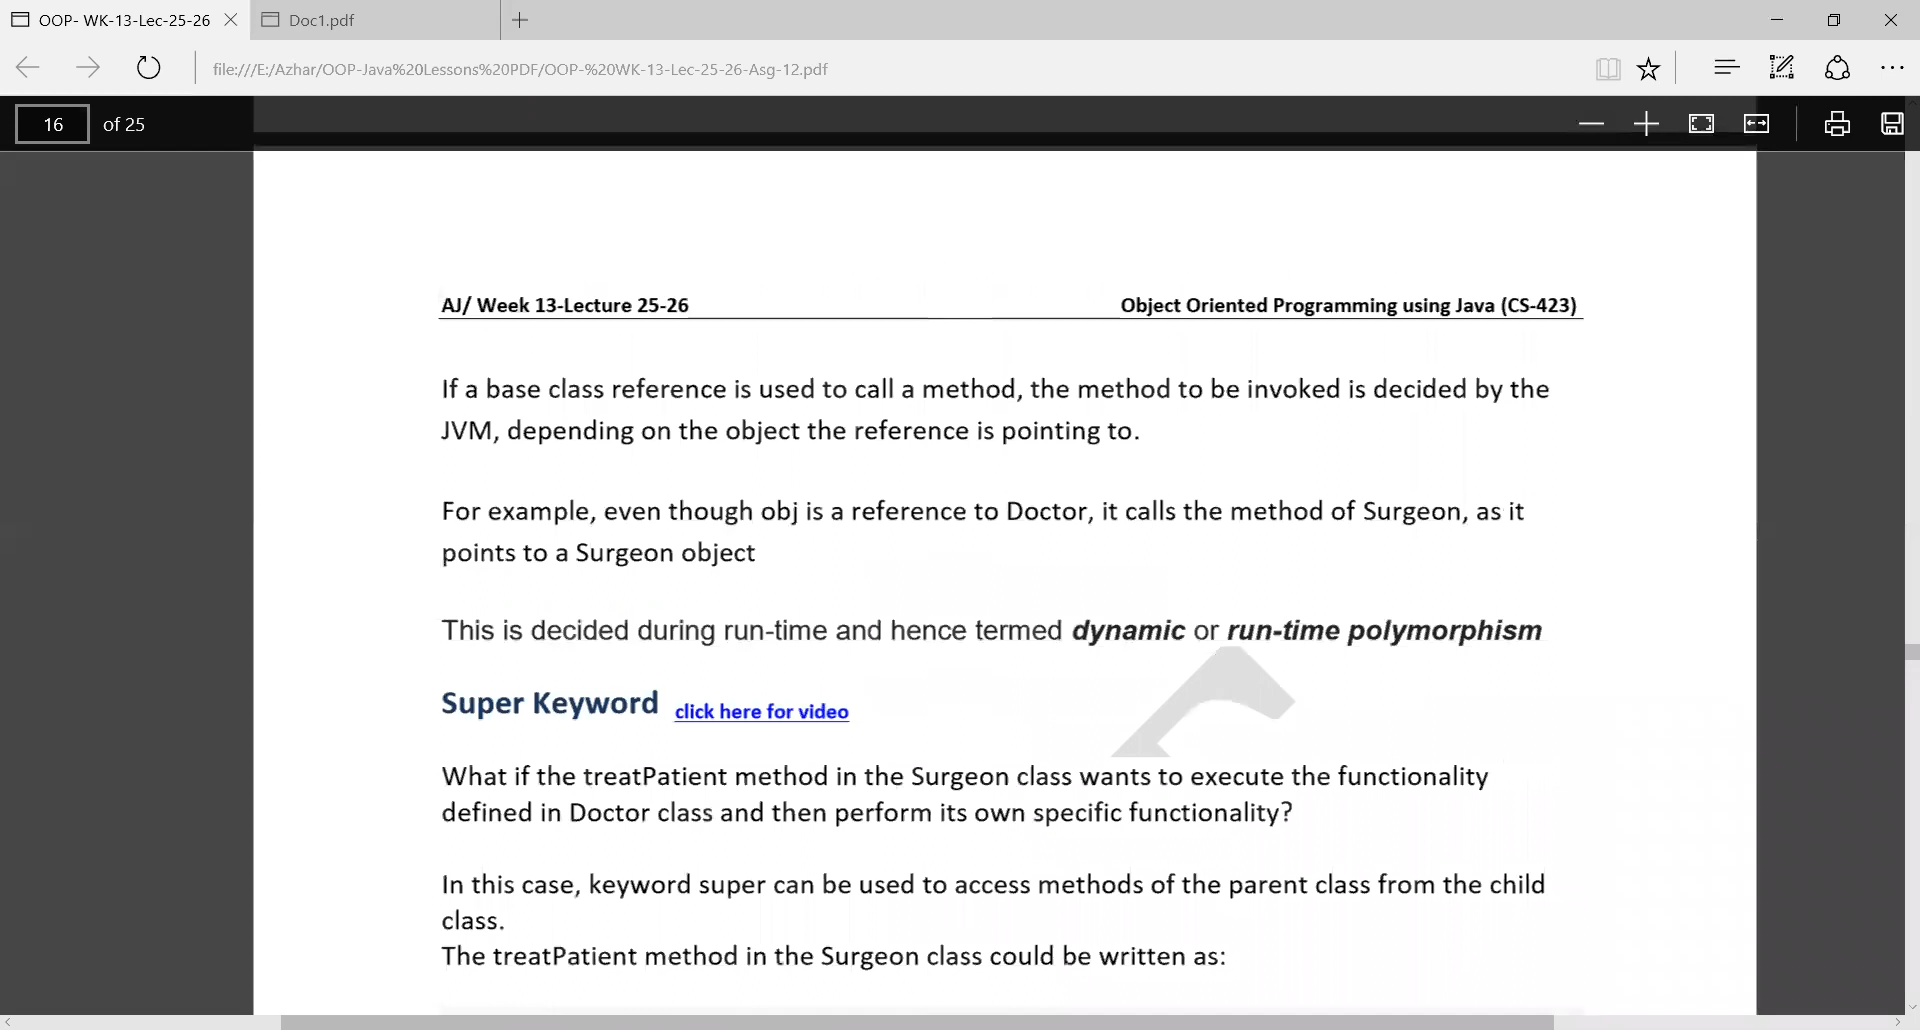 OOP- WK-13-Lec-25-26
Doc1.pdf
file:///E:/Azhar/OOP-Java%20Lessons%20PDF/OOP-%20WK-13-Lec-25-26-Asg-12.pdf
16 of 25
AJ/ Week 13-Lecture 25-26 Object Oriented Programming using Java (CS-423)
If a base class reference is used to call a method, the method to be invoked is decided by the
JVM, depending on the object the reference is pointing to.
For example, even though obj is a reference to Doctor, it calls the method of Surgeon, as it
points to a Surgeon object
This is decided during run-time and hence termed dynamic or run-time polymorphism
Super Keyword click here for video
What if the treatPatient method in the Surgeon class wants to execute the functionality
defined in Doctor class and then perform its own specific functionality?
In this case, keyword super can be used to access methods of the parent class from the child
class.
The treatPatient method in the Surgeon class could be written as: